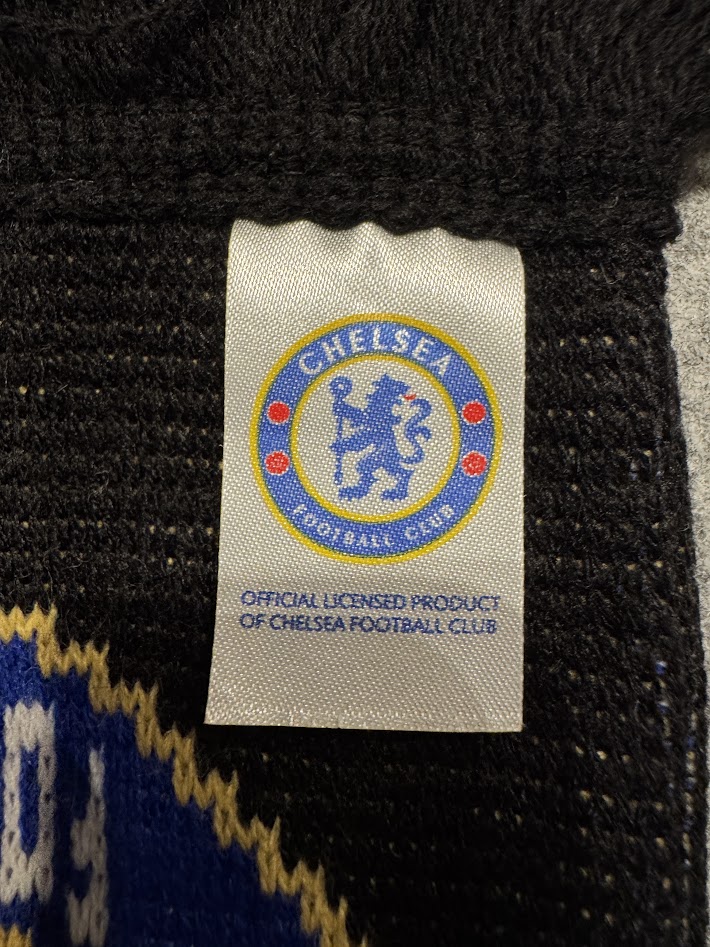 CHELSEA
FOOTBALL CLUB
OFFICIAL LICENSED PRODUCT
OF CHELSEA FOOTBALL CLUB